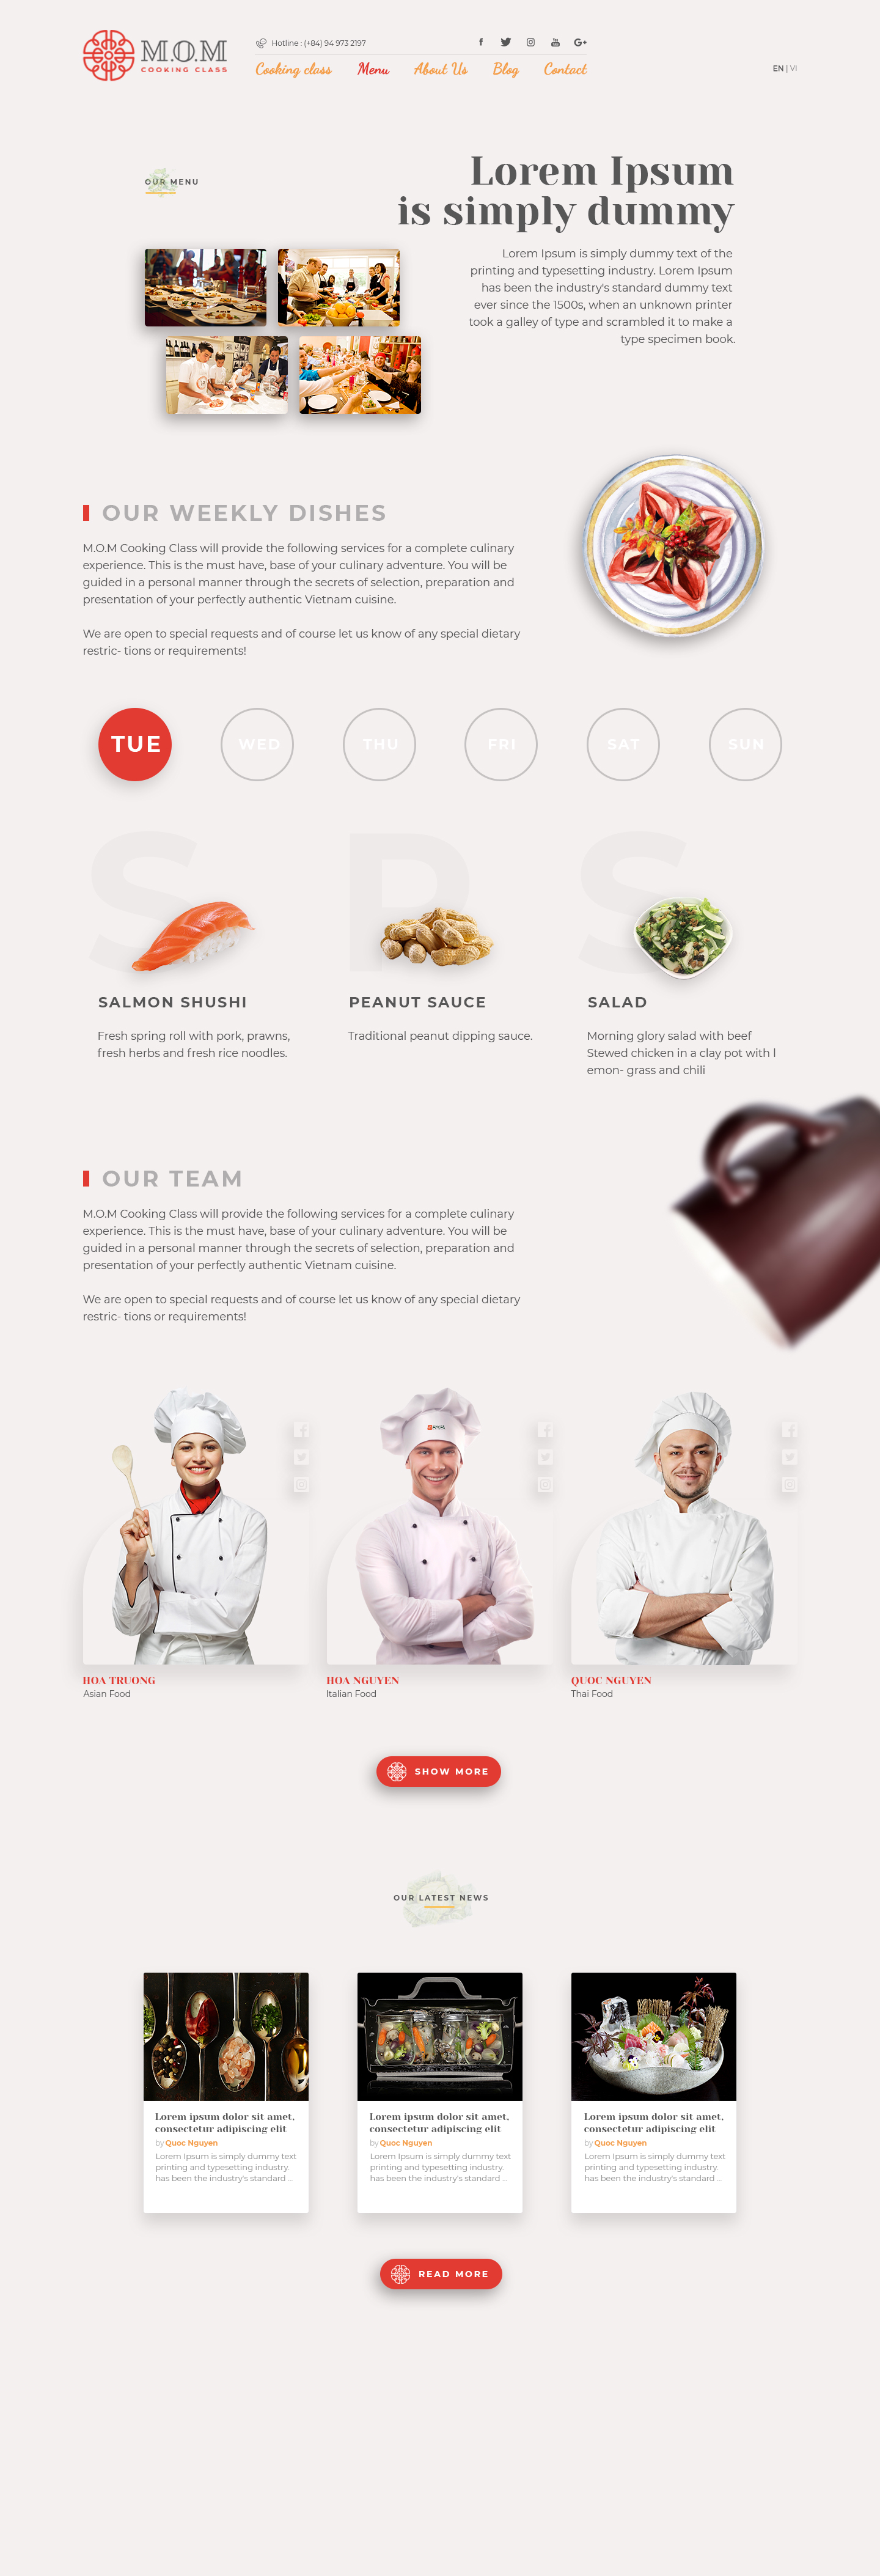 M.O.M
COOKING CLASS
Hotline : (+84) 94 973 2197
Cooking class Menu About Us Blog Contact
EN | VI
OUR MENU
Lorem Ipsum
is simply dummy
Lorem Ipsum is simply dummy text of the
printing and typesetting industry. Lorem Ipsum
has been the industry's standard dummy text
ever since the 1500s, when an unknown printer
took a galley of type and scrambled it to make a
type specimen book.
OUR WEEKLY DISHES
M.O.M Cooking Class will provide the following services for a complete culinary
experience. This is the must have, base of your culinary adventure. You will be
guided in a personal manner through the secrets of selection, preparation and
presentation of your perfectly authentic Vietnam cuisine.
We are open to special requests and of course let us know of any special dietary
restric- tions or requirements!
TUE WED THU FRI SAT SUN
S P S
SALMON SHUSHI
Fresh spring roll with pork, prawns,
fresh herbs and fresh rice noodles.
PEANUT SAUCE
Traditional peanut dipping sauce.
SALAD
Morning glory salad with beef
Stewed chicken in a clay pot with l
emon- grass and chili
OUR TEAM
M.O.M Cooking Class will provide the following services for a complete culinary
experience. This is the must have, base of your culinary adventure. You will be
guided in a personal manner through the secrets of selection, preparation and
presentation of your perfectly authentic Vietnam cuisine.
We are open to special requests and of course let us know of any special dietary
restric- tions or requirements!
HOA TRUONG
Asian Food
HOA NGUYEN
Italian Food
QUOC NGUYEN
Thai Food
SHOW MORE
OUR LATEST NEWS
Lorem ipsum dolor sit amet,
consectetur adipiscing elit
by Quoc Nguyen
Lorem Ipsum is simply dummy text
printing and typesetting industry.
has been the industry's standard ...
Lorem ipsum dolor sit amet,
consectetur adipiscing elit
by Quoc Nguyen
Lorem Ipsum is simply dummy text
printing and typesetting industry.
has been the industry's standard ...
Lorem ipsum dolor sit amet,
consectetur adipiscing elit
by Quoc Nguyen
Lorem Ipsum is simply dummy text
printing and typesetting industry.
has been the industry's standard ...
READ MORE